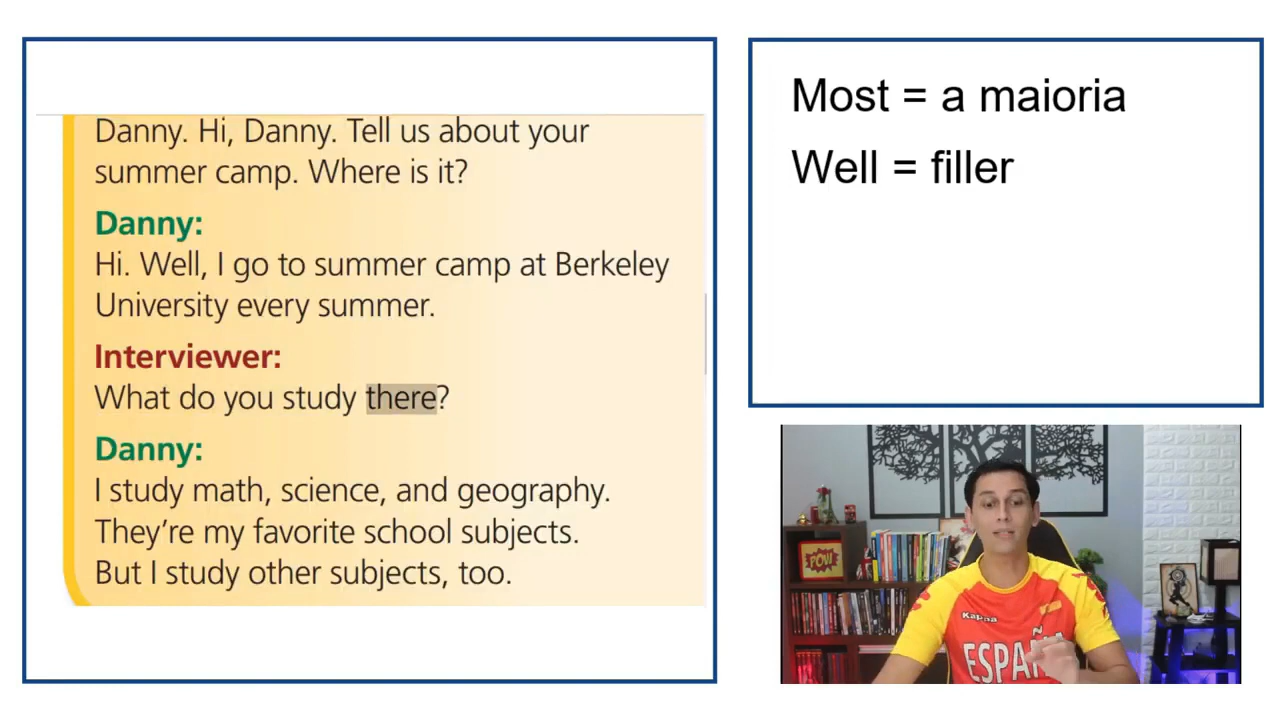 Danny. Hi, Danny. Tell us about your
summer camp. Where is it?
Danny:
Hi. Well, I go to summer camp at Berkeley
University every summer.
Interviewer:
What do you study there?
Danny:
I study math, science, and geography.
They're my favorite school subjects.
But I study other subjects, too.
Most = a maioria
Well = filler
POW
Kappa